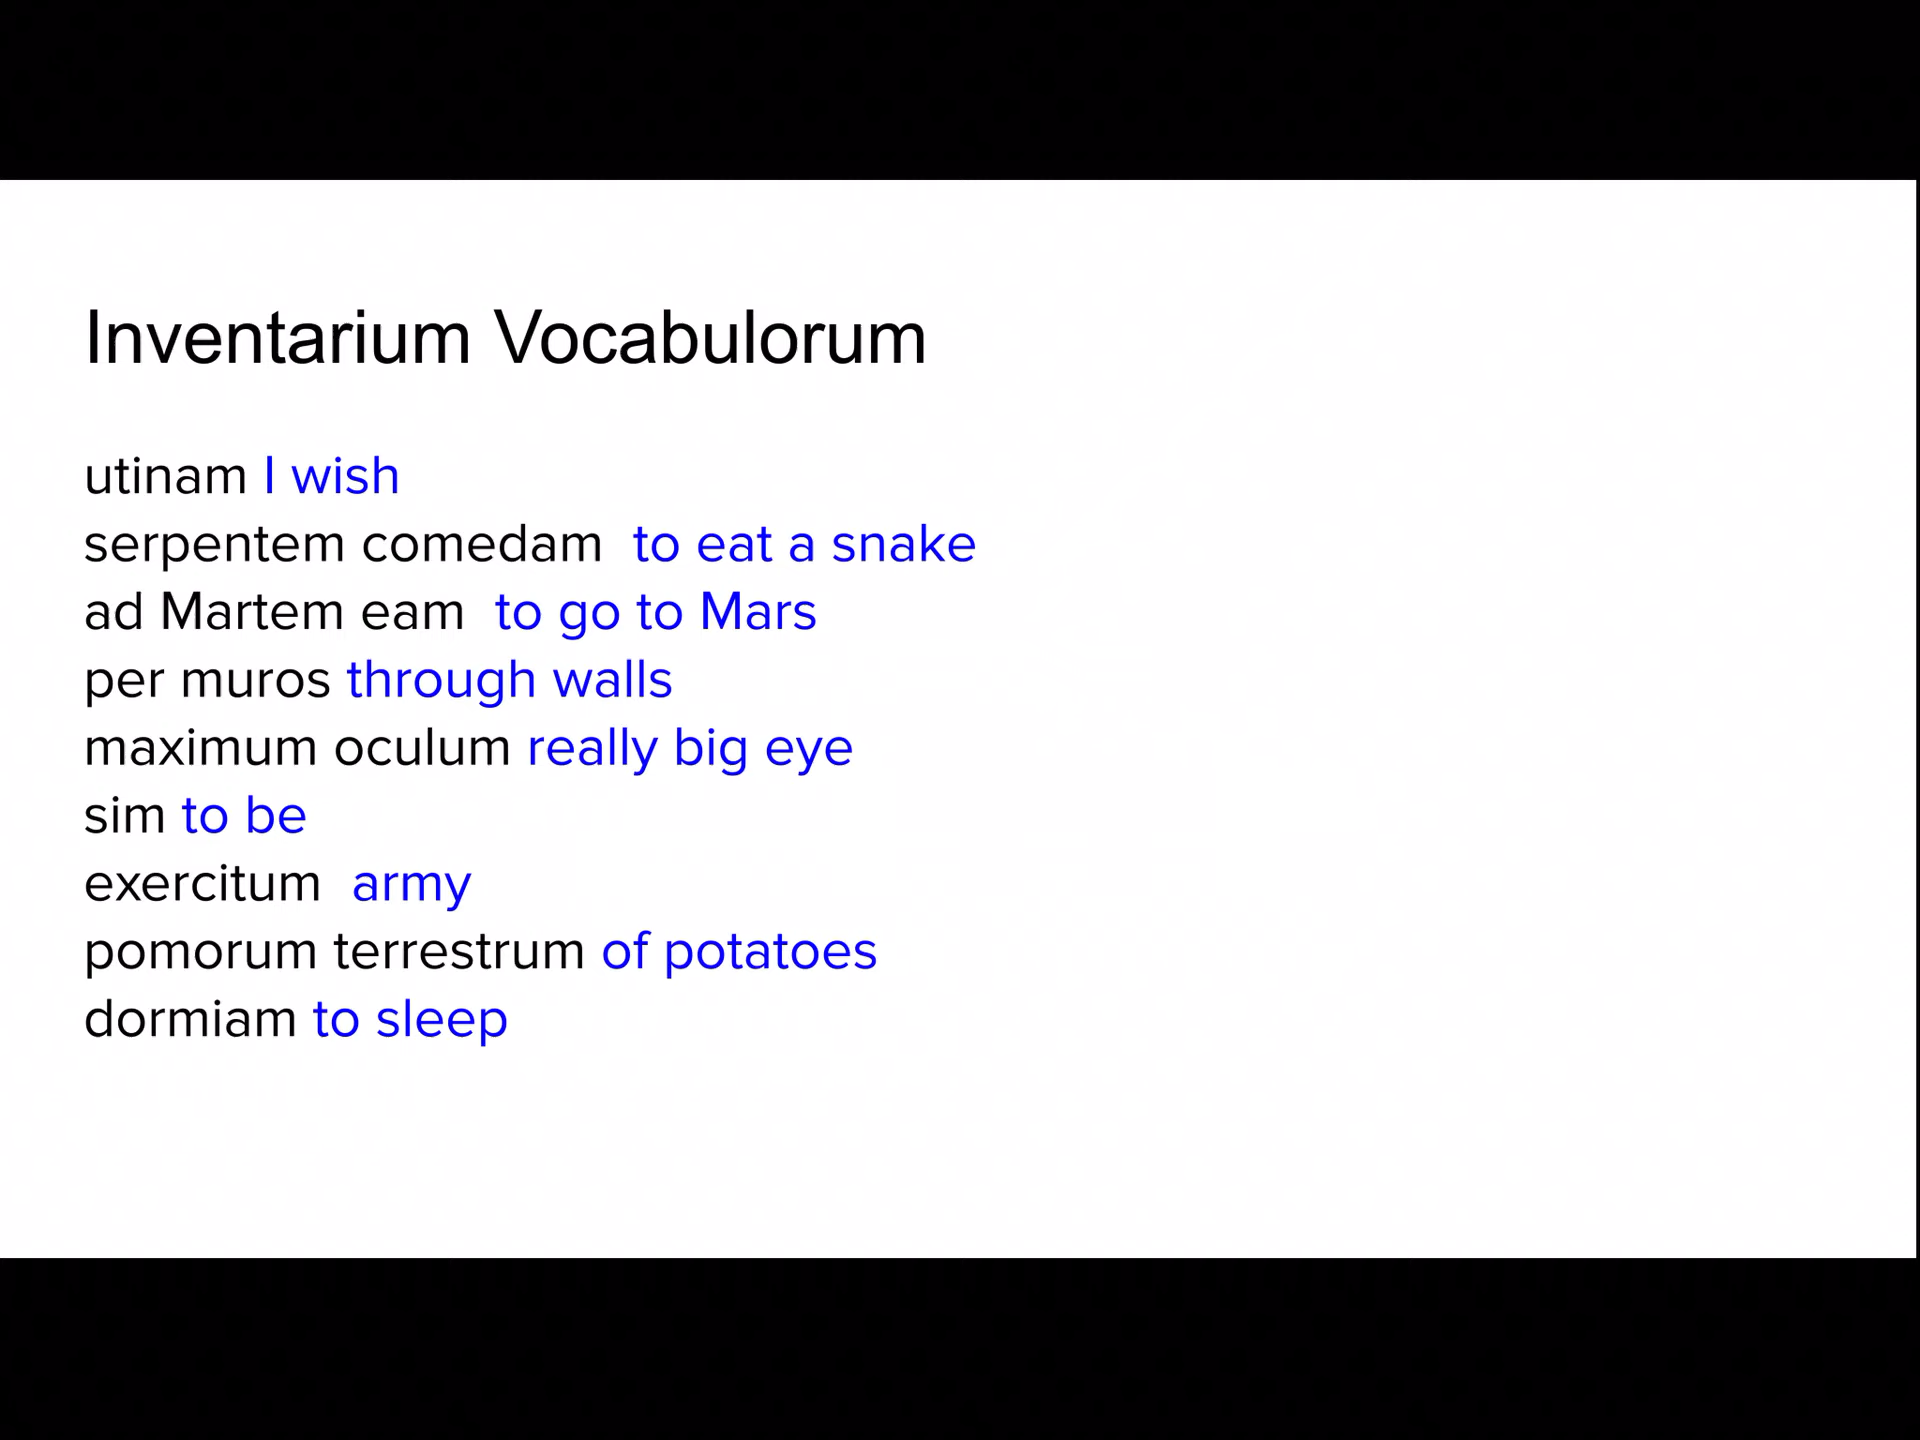 Inventarium Vocabulorum
utinam I wish
serpentem comedam to eat a snake
ad Martem eam to go to Mars
per muros through walls
maximum oculum really big eye
sim to be
exercitum army
pomorum terrestrum of potatoes
dormiam to sleep